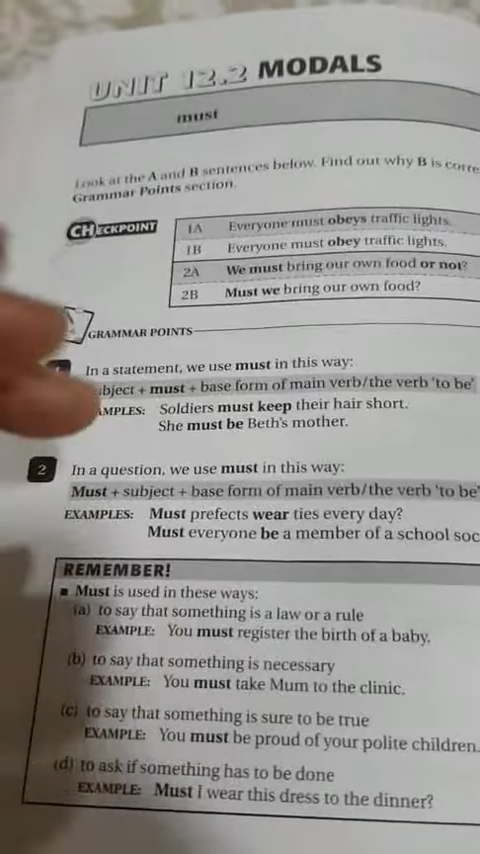 UNIT 12.2 MODALS
must
Look at the A and B sentences below. Find out why B is
Grammar Points section.
CHECKPOINT
1A Everyone must obeys traffic lights.
1B Everyone must obey traffic lights.
2A We must bring our own food or not?
2B Must we bring our own food?
GRAMMAR POINTS
In a statement, we use must in this way:
+ must + base form of main verb/the verb 'to be'
Soldiers must keep their hair short.
She must be Beth's mother.
2 In a question, we use must in this way:
Must + subject + base form of main verb/the verb 'to be'
EXAMPLES: Must prefects wear ties every day?
Must everyone be a member of a school
REMEMBER!
■ Must is used in these ways:
(a) to say that something is a law or a rule
EXAMPLE: You must register the birth of a baby.
(b) to say that something is necessary
EXAMPLE: You must take Mum to the clinic.
(c) to say that something is sure to be true
EXAMPLE: You must be proud of your polite children.
(d) to ask if something has to be done
EXAMPLE: Must I wear this dress to the dinner?